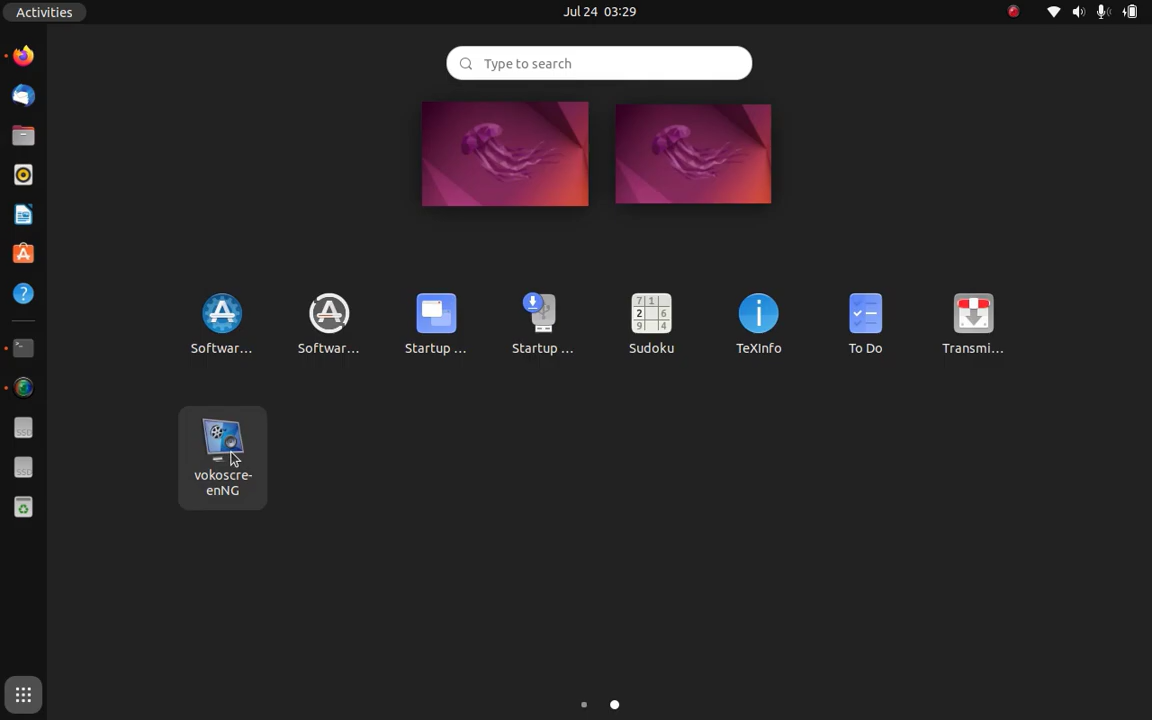 Activities
Jul 24 03:29
Type to search
Softwar...
Softwar...
Startup ...
Startup ...
Sudoku
TeXInfo
To Do
Transmi...
vokoscre-
enNG